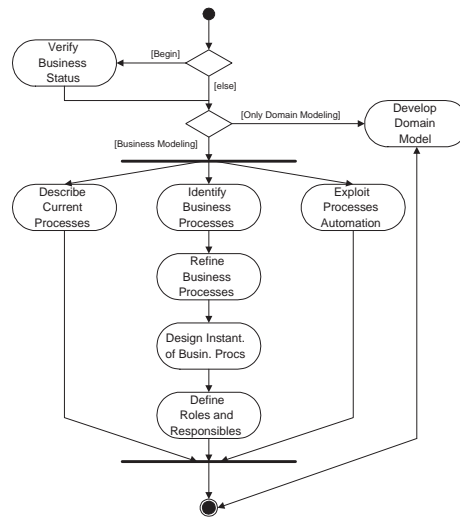 [Begin]
Verify
Business
Status
[else]
[Only Domain Modeling]
Develop
Domain
Model
[Business Modeling]
Describe
Current
Processes
Identify
Business
Processes
Exploit
Processes
Automation
Refine
Business
Processes
Design Instant.
of Busin. Procs
Define
Roles and
Responsibles